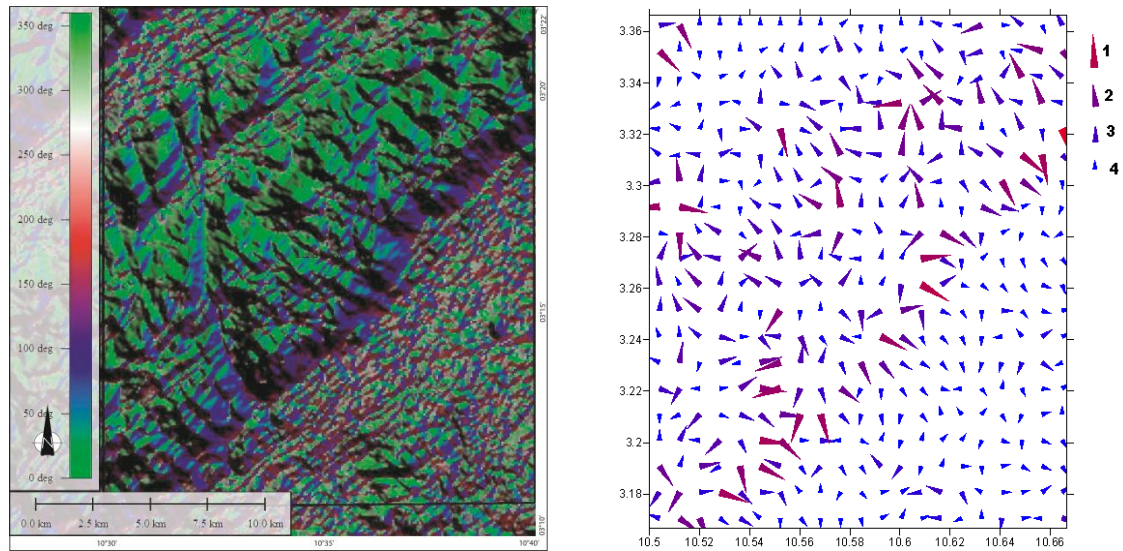 350 deg
300 deg
250 deg
200 deg
150 deg
100 deg
50 deg
0 deg
N
0.0 km
2.5 km
5.0 km
7.5 km
10.0 km
10°30'
10°35'
10°40'
03°22'
03°20'
03°15'
03°10'
3.36
3.34
3.32
3.3
3.28
3.26
3.24
3.22
3.2
3.18
10.5
10.52
10.54
10.56
10.58
10.6
10.62
10.64
10.66
1
2
3
4